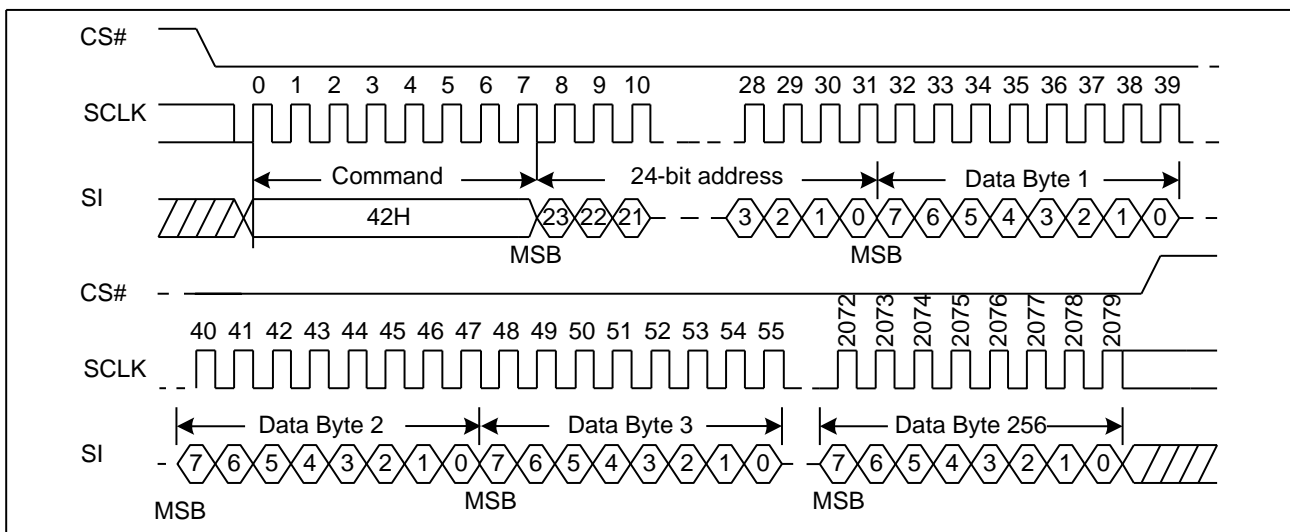 CS#
0 1 2 3 4 5 6 7 8 9 10 28 29 30 31 32 33 34 35 36 37 38 39
SCLK
Command 24-bit address Data Byte 1
SI
42H 23 22 21 3 2 1 0 7 6 5 4 3 2 1 0
MSB MSB
CS#
40 41 42 43 44 45 46 47 48 49 50 51 52 53 54 55 2072 2073 2074 2075 2076 2077 2078 2079
SCLK
Data Byte 2 Data Byte 3 Data Byte 256
SI
7 6 5 4 3 2 1 0 7 6 5 4 3 2 1 0 7 6 5 4 3 2 1 0
MSB MSB MSB